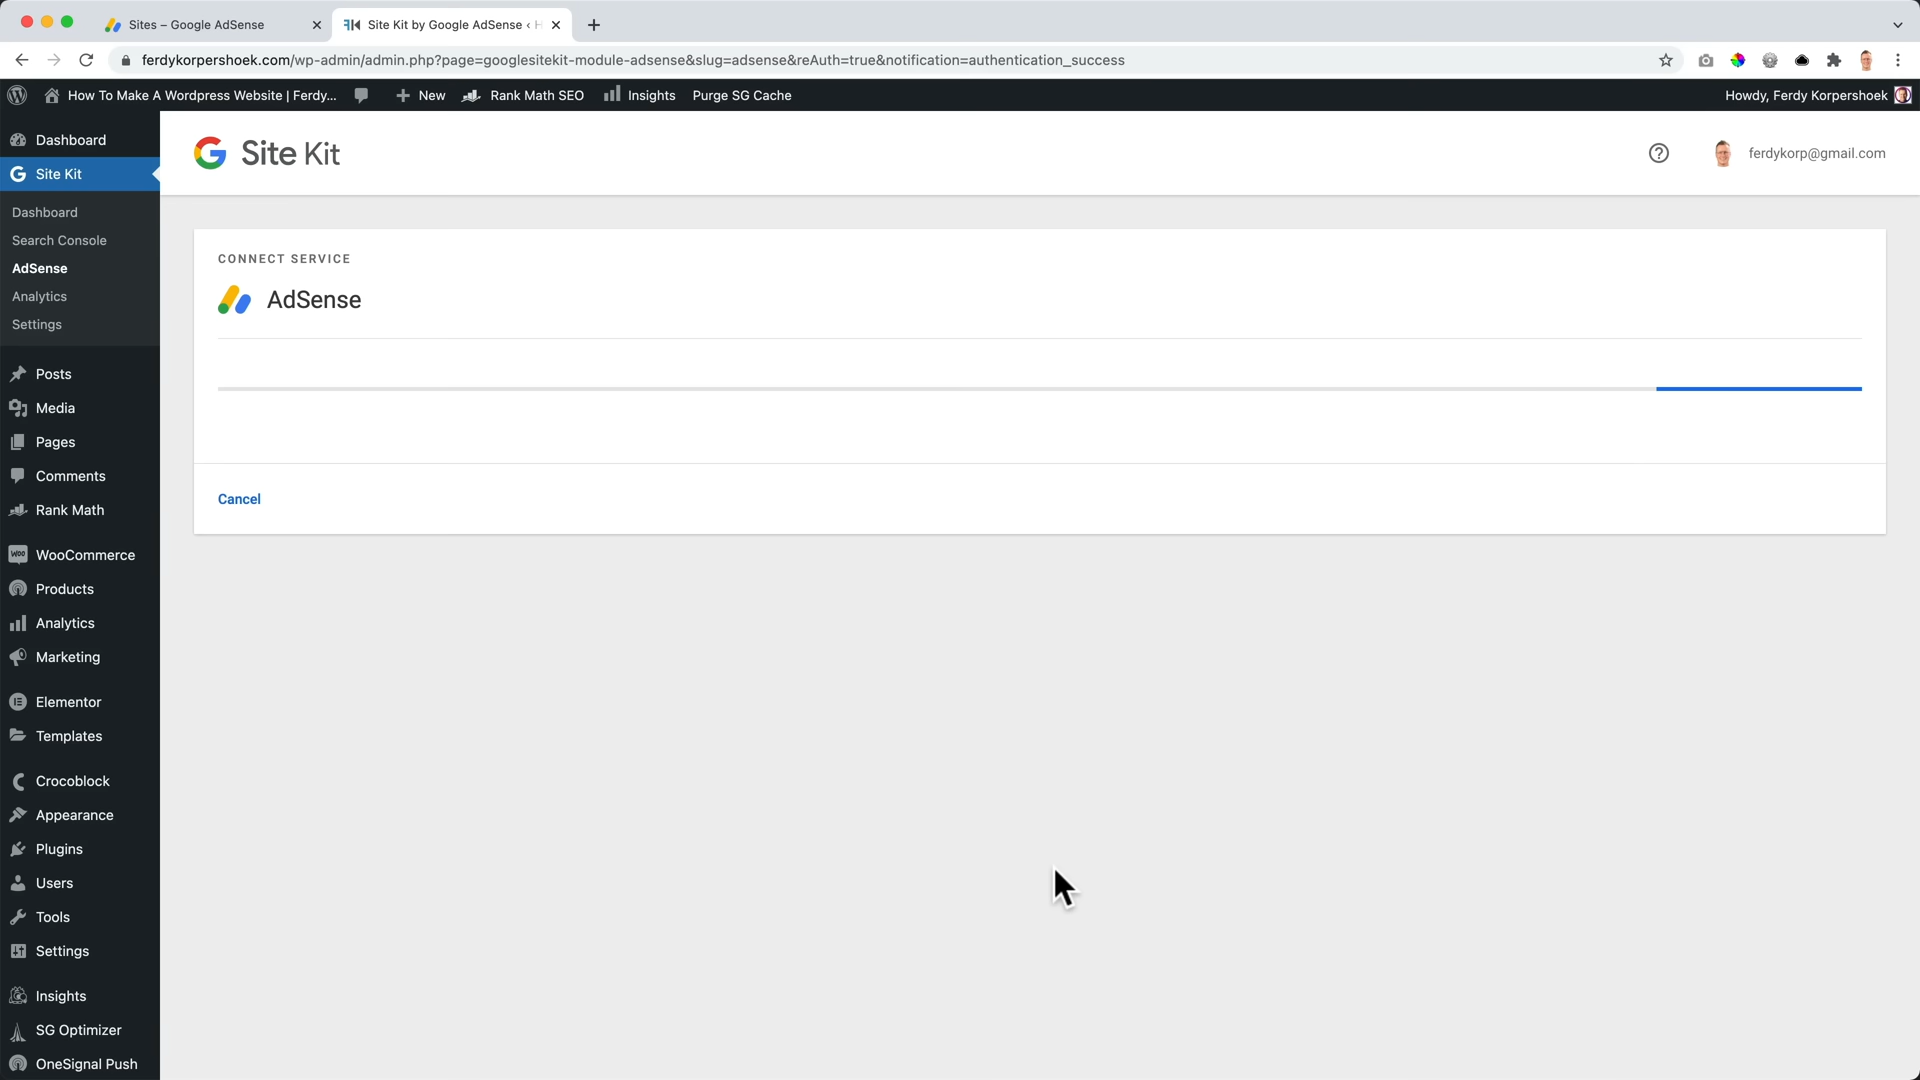 Sites – Google AdSense
Site Kit by Google AdSense ‹ H
ferdykorpershoek.com/wp-admin/admin.php?page=googlesitekit-module-adsense&slug=adsense&reAuth=true&notification=authentication_success
How To Make A Wordpress Website | Ferdy...
New
Rank Math SEO
Insights
Purge SG Cache
Howdy, Ferdy Korpershoek
Dashboard
Site Kit
Dashboard
Search Console
AdSense
Analytics
Settings
Posts
Media
Pages
Comments
Rank Math
WooCommerce
Products
Analytics
Marketing
Elementor
Templates
Crocoblock
Appearance
Plugins
Users
Tools
Settings
Insights
SG Optimizer
OneSignal Push
Site Kit
ferdykorp@gmail.com
CONNECT SERVICE
AdSense
Cancel